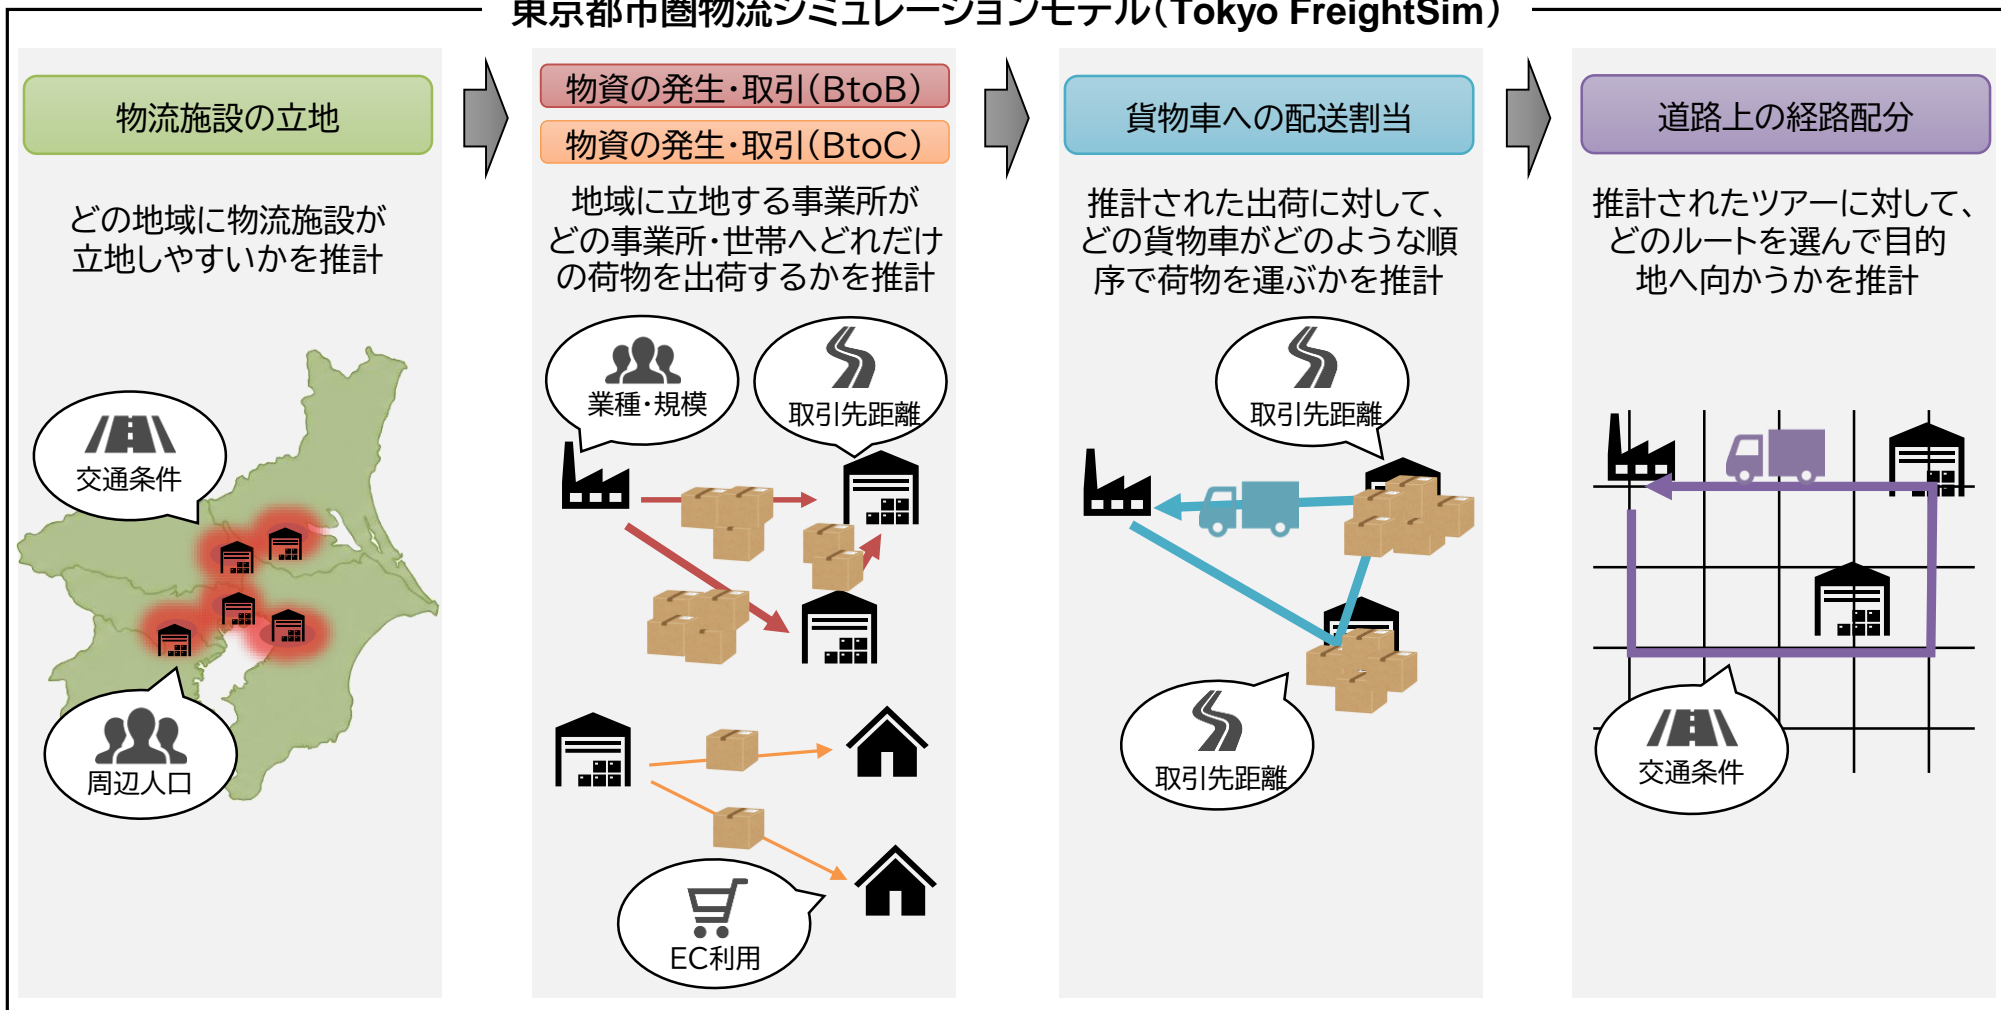 東京都市圏物流シミュレーションモデル（Tokyo FreightSim）
物流施設の立地
どの地域に物流施設が
立地しやすいかを推計
交通条件
周辺人口
物資の発生・取引（BtoB）
物資の発生・取引（BtoC）
地域に立地する事業所が
どの事業所・世帯へどれだけ
の荷物を出荷するかを推計
業種・規模
取引先距離
EC利用
貨物車への配送割当
推計された出荷に対して、
どの貨物車がどのような順
序で荷物を運ぶかを推計
取引先距離
取引先距離
道路上の経路配分
推計されたツアーに対して、
どのルートを選んで目的
地へ向かうかを推計
交通条件